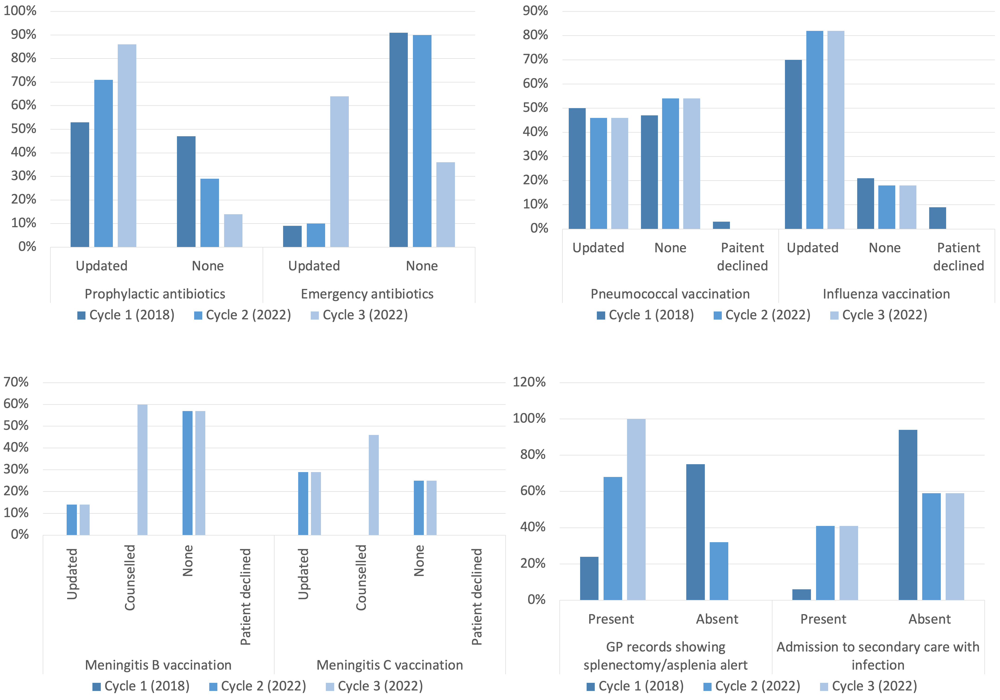 100%
90%
80%
70%
60%
50%
40%
30%
20%
10%
0%
Updated None Updated None
Prophylactic antibiotics Emergency antibiotics
Cycle 1 (2018) Cycle 2 (2022) Cycle 3 (2022)
90%
80%
70%
60%
50%
40%
30%
20%
10%
0%
Updated None Paitent Updated None Patient
declined declined
Pneumococcal vaccination Influenza vaccination
Cycle 1 (2018) Cycle 2 (2022) Cycle 3 (2022)
70%
60%
50%
40%
30%
20%
10%
0%
Updated
Counselled
None
Patient declined
Updated
Counselled
None
Patient declined
Meningitis B vaccination Meningitis C vaccination
Cycle 1 (2018) Cycle 2 (2022) Cycle 3 (2022)
120%
100%
80%
60%
40%
20%
0%
Present Absent Present Absent
GP records showing Admission to secondary care with
splenectomy/asplenia alert infection
Cycle 1 (2018) Cycle 2 (2022) Cycle 3 (2022)